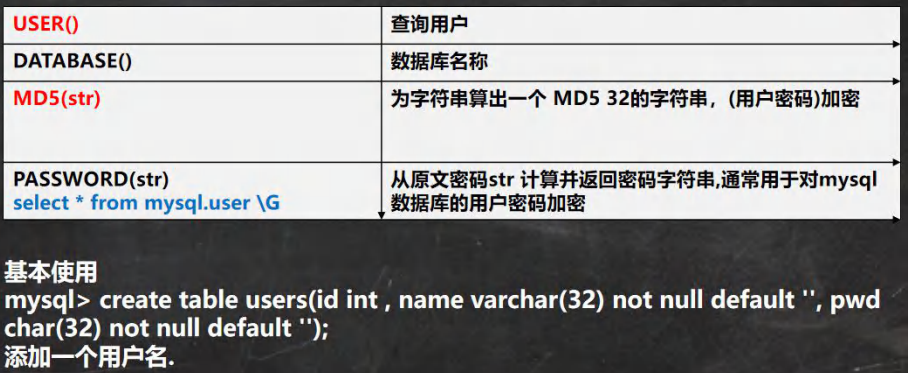 USER() 查询用户
DATABASE() 数据库名称
MD5(str) 为字符串算出一个 MD5 32的字符串，(用户密码)加密
PASSWORD(str) 从原文密码str 计算并返回密码字符串,通常用于对mysql
select * from mysql.user \G 数据库的用户密码加密
基本使用
mysql> create table users(id int , name varchar(32) not null default '', pwd
char(32) not null default '');
添加一个用户名.